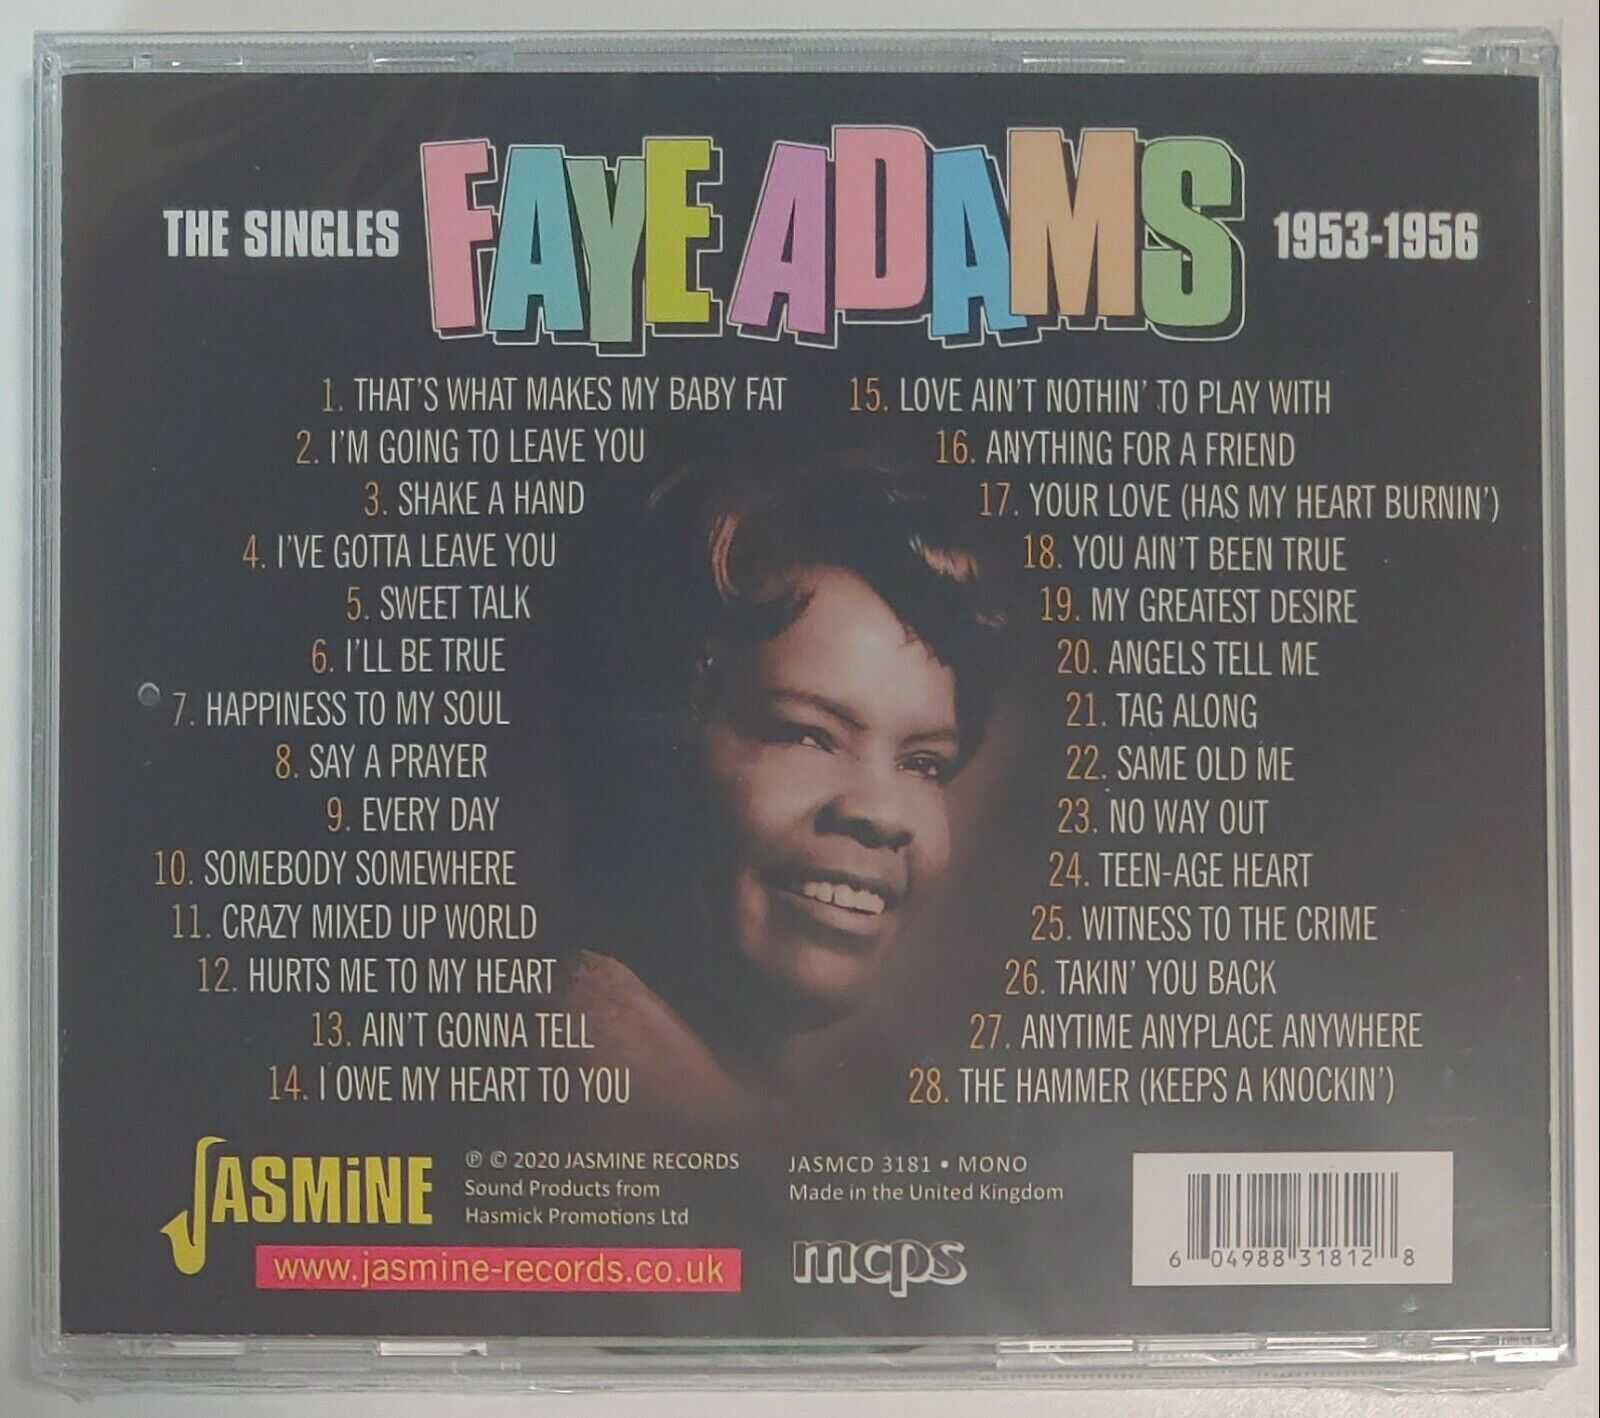 THE SINGLES
FAYE ADAMS
1953-1956
1. THAT'S WHAT MAKES MY BABY FAT
2. I'M GOING TO LEAVE YOU
3. SHAKE A HAND
4. I'VE GOTTA LEAVE YOU
5. SWEET TALK
6. I'LL BE TRUE
7. HAPPINESS TO MY SOUL
8. SAY A PRAYER
9. EVERY DAY
10. SOMEBODY SOMEWHERE
11. CRAZY MIXED UP WORLD
12. HURTS ME TO MY HEART
13. AIN'T GONNA TELL
14. I OWE MY HEART TO YOU
15. LOVE AIN'T NOTHIN' TO PLAY WITH
16. ANYTHING FOR A FRIEND
17. YOUR LOVE (HAS MY HEART BURNIN')
18. YOU AIN'T BEEN TRUE
19. MY GREATEST DESIRE
20. ANGELS TELL ME
21. TAG ALONG
22. SAME OLD ME
23. NO WAY OUT
24. TEEN-AGE HEART
25. WITNESS TO THE CRIME
26. TAKIN' YOU BACK
27. ANYTIME ANYPLACE ANYWHERE
28. THE HAMMER (KEEPS A KNOCKIN')
JASMiNE
℗ © 2020 JASMINE RECORDS
Sound Products from
Hasmick Promotions Ltd
www.jasmine-records.co.uk
JASMCD 3181 • MONO
Made in the United Kingdom
mcps
6 04988 31812 8